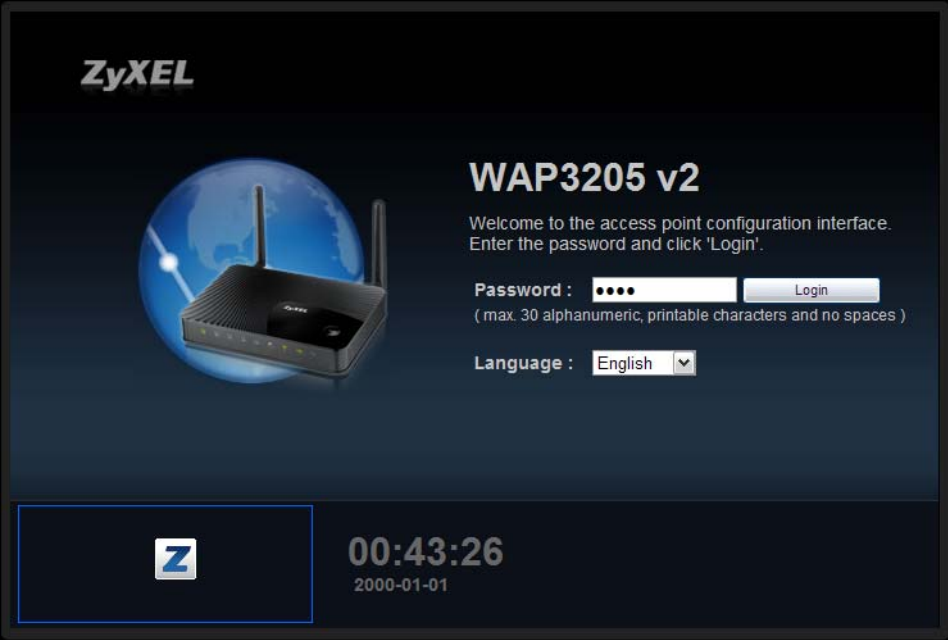 ZyXEL
WAP3205 v2
Welcome to the access point configuration interface.
Enter the password and click 'Login'.
Password :
●●●●
Login
( max. 30 alphanumeric, printable characters and no spaces )
Language :
English
ZyXEL
Z
00:43:26
2000-01-01